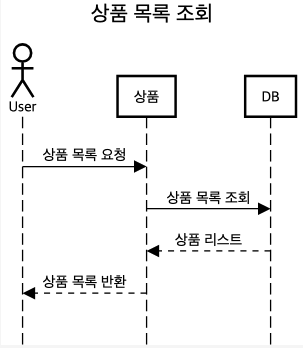 상품 목록 조회
User
상품
DB
상품 목록 요청
상품 목록 조회
상품 리스트
상품 목록 반환